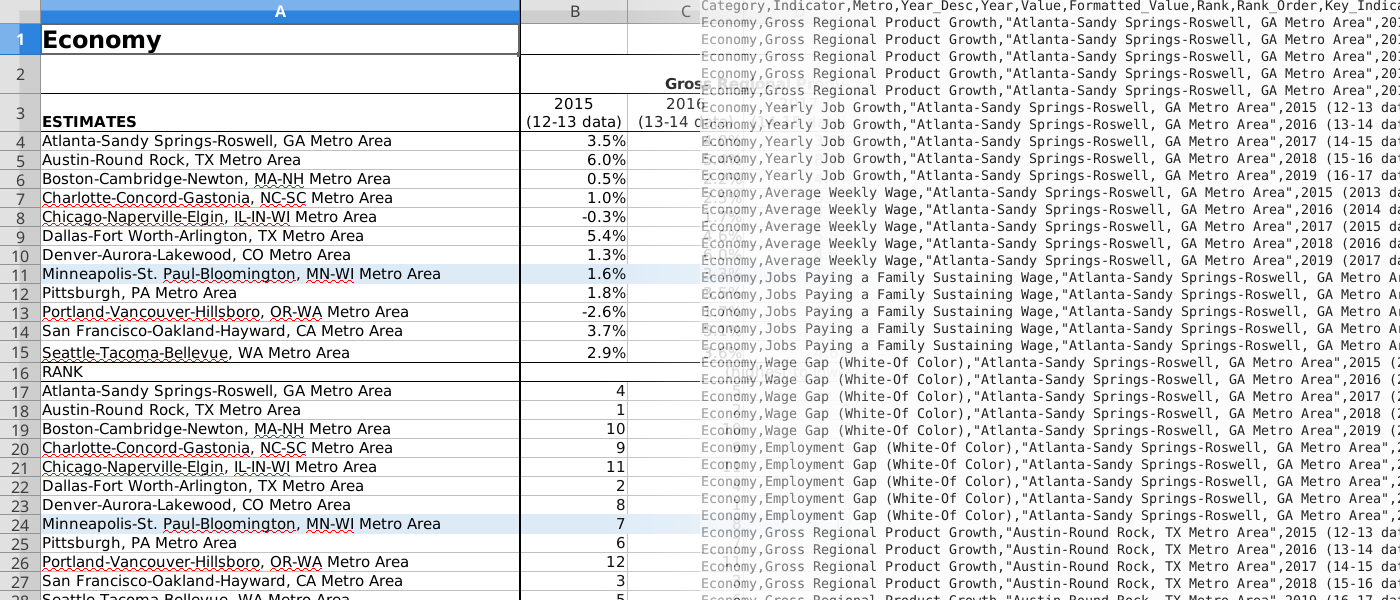 A B C
1 Economy
2 Gross Regional
3 ESTIMATES 2015 (12-13 data) 2016 (13-14 data)
4 Atlanta-Sandy Springs-Roswell, GA Metro Area 3.5%
5 Austin-Round Rock, TX Metro Area 6.0%
6 Boston-Cambridge-Newton, MA-NH Metro Area 0.5%
7 Charlotte-Concord-Gastonia, NC-SC Metro Area 1.0%
8 Chicago-Naperville-Elgin, IL-IN-WI Metro Area -0.3%
9 Dallas-Fort Worth-Arlington, TX Metro Area 5.4%
10 Denver-Aurora-Lakewood, CO Metro Area 1.3%
11 Minneapolis-St. Paul-Bloomington, MN-WI Metro Area 1.6%
12 Pittsburgh, PA Metro Area 1.8%
13 Portland-Vancouver-Hillsboro, OR-WA Metro Area -2.6%
14 San Francisco-Oakland-Hayward, CA Metro Area 3.7%
15 Seattle-Tacoma-Bellevue, WA Metro Area 2.9%
16 RANK
17 Atlanta-Sandy Springs-Roswell, GA Metro Area 4
18 Austin-Round Rock, TX Metro Area 1
19 Boston-Cambridge-Newton, MA-NH Metro Area 10
20 Charlotte-Concord-Gastonia, NC-SC Metro Area 9
21 Chicago-Naperville-Elgin, IL-IN-WI Metro Area 11
22 Dallas-Fort Worth-Arlington, TX Metro Area 2
23 Denver-Aurora-Lakewood, CO Metro Area 8
24 Minneapolis-St. Paul-Bloomington, MN-WI Metro Area 7
25 Pittsburgh, PA Metro Area 6
26 Portland-Vancouver-Hillsboro, OR-WA Metro Area 12
27 San Francisco-Oakland-Hayward, CA Metro Area 3
28 Seattle-Tacoma-Bellevue, WA Metro Area 5
Category,Indicator,Metro,Year_Desc,Year,Value,Formatted_Value,Rank,Rank_Order,Key_Indic
Economy,Gross Regional Product Growth,"Atlanta-Sandy Springs-Roswell, GA Metro Area",20
Economy,Gross Regional Product Growth,"Atlanta-Sandy Springs-Roswell, GA Metro Area",20
Economy,Gross Regional Product Growth,"Atlanta-Sandy Springs-Roswell, GA Metro Area",20
Economy,Gross Regional Product Growth,"Atlanta-Sandy Springs-Roswell, GA Metro Area",20
Economy,Gross Regional Product Growth,"Atlanta-Sandy Springs-Roswell, GA Metro Area",20
Economy,Yearly Job Growth,"Atlanta-Sandy Springs-Roswell, GA Metro Area",2015 (12-13 dat
Economy,Yearly Job Growth,"Atlanta-Sandy Springs-Roswell, GA Metro Area",2016 (13-14 dat
Economy,Yearly Job Growth,"Atlanta-Sandy Springs-Roswell, GA Metro Area",2017 (14-15 dat
Economy,Yearly Job Growth,"Atlanta-Sandy Springs-Roswell, GA Metro Area",2018 (15-16 dat
Economy,Yearly Job Growth,"Atlanta-Sandy Springs-Roswell, GA Metro Area",2019 (16-17 dat
Economy,Average Weekly Wage,"Atlanta-Sandy Springs-Roswell, GA Metro Area",2015 (2013 da
Economy,Average Weekly Wage,"Atlanta-Sandy Springs-Roswell, GA Metro Area",2016 (2014 da
Economy,Average Weekly Wage,"Atlanta-Sandy Springs-Roswell, GA Metro Area",2017 (2015 da
Economy,Average Weekly Wage,"Atlanta-Sandy Springs-Roswell, GA Metro Area",2018 (2016 da
Economy,Average Weekly Wage,"Atlanta-Sandy Springs-Roswell, GA Metro Area",2019 (2017 da
Economy,Jobs Paying a Family Sustaining Wage,"Atlanta-Sandy Springs-Roswell, GA Metro A
Economy,Jobs Paying a Family Sustaining Wage,"Atlanta-Sandy Springs-Roswell, GA Metro A
Economy,Jobs Paying a Family Sustaining Wage,"Atlanta-Sandy Springs-Roswell, GA Metro A
Economy,Jobs Paying a Family Sustaining Wage,"Atlanta-Sandy Springs-Roswell, GA Metro A
Economy,Jobs Paying a Family Sustaining Wage,"Atlanta-Sandy Springs-Roswell, GA Metro A
Economy,Wage Gap (White-Of Color),"Atlanta-Sandy Springs-Roswell, GA Metro Area",2015 (2
Economy,Wage Gap (White-Of Color),"Atlanta-Sandy Springs-Roswell, GA Metro Area",2016 (2
Economy,Wage Gap (White-Of Color),"Atlanta-Sandy Springs-Roswell, GA Metro Area",2017 (2
Economy,Wage Gap (White-Of Color),"Atlanta-Sandy Springs-Roswell, GA Metro Area",2018 (2
Economy,Wage Gap (White-Of Color),"Atlanta-Sandy Springs-Roswell, GA Metro Area",2019 (2
Economy,Employment Gap (White-Of Color),"Atlanta-Sandy Springs-Roswell, GA Metro Area",2
Economy,Employment Gap (White-Of Color),"Atlanta-Sandy Springs-Roswell, GA Metro Area",2
Economy,Employment Gap (White-Of Color),"Atlanta-Sandy Springs-Roswell, GA Metro Area",2
Economy,Employment Gap (White-Of Color),"Atlanta-Sandy Springs-Roswell, GA Metro Area",2
Economy,Employment Gap (White-Of Color),"Atlanta-Sandy Springs-Roswell, GA Metro Area",2
Economy,Gross Regional Product Growth,"Austin-Round Rock, TX Metro Area",2015 (12-13 dat
Economy,Gross Regional Product Growth,"Austin-Round Rock, TX Metro Area",2016 (13-14 dat
Economy,Gross Regional Product Growth,"Austin-Round Rock, TX Metro Area",2017 (14-15 dat
Economy,Gross Regional Product Growth,"Austin-Round Rock, TX Metro Area",2018 (15-16 dat
Economy,Gross Regional Product Growth,"Austin-Round Rock, TX Metro Area",2019 (16-17 dat